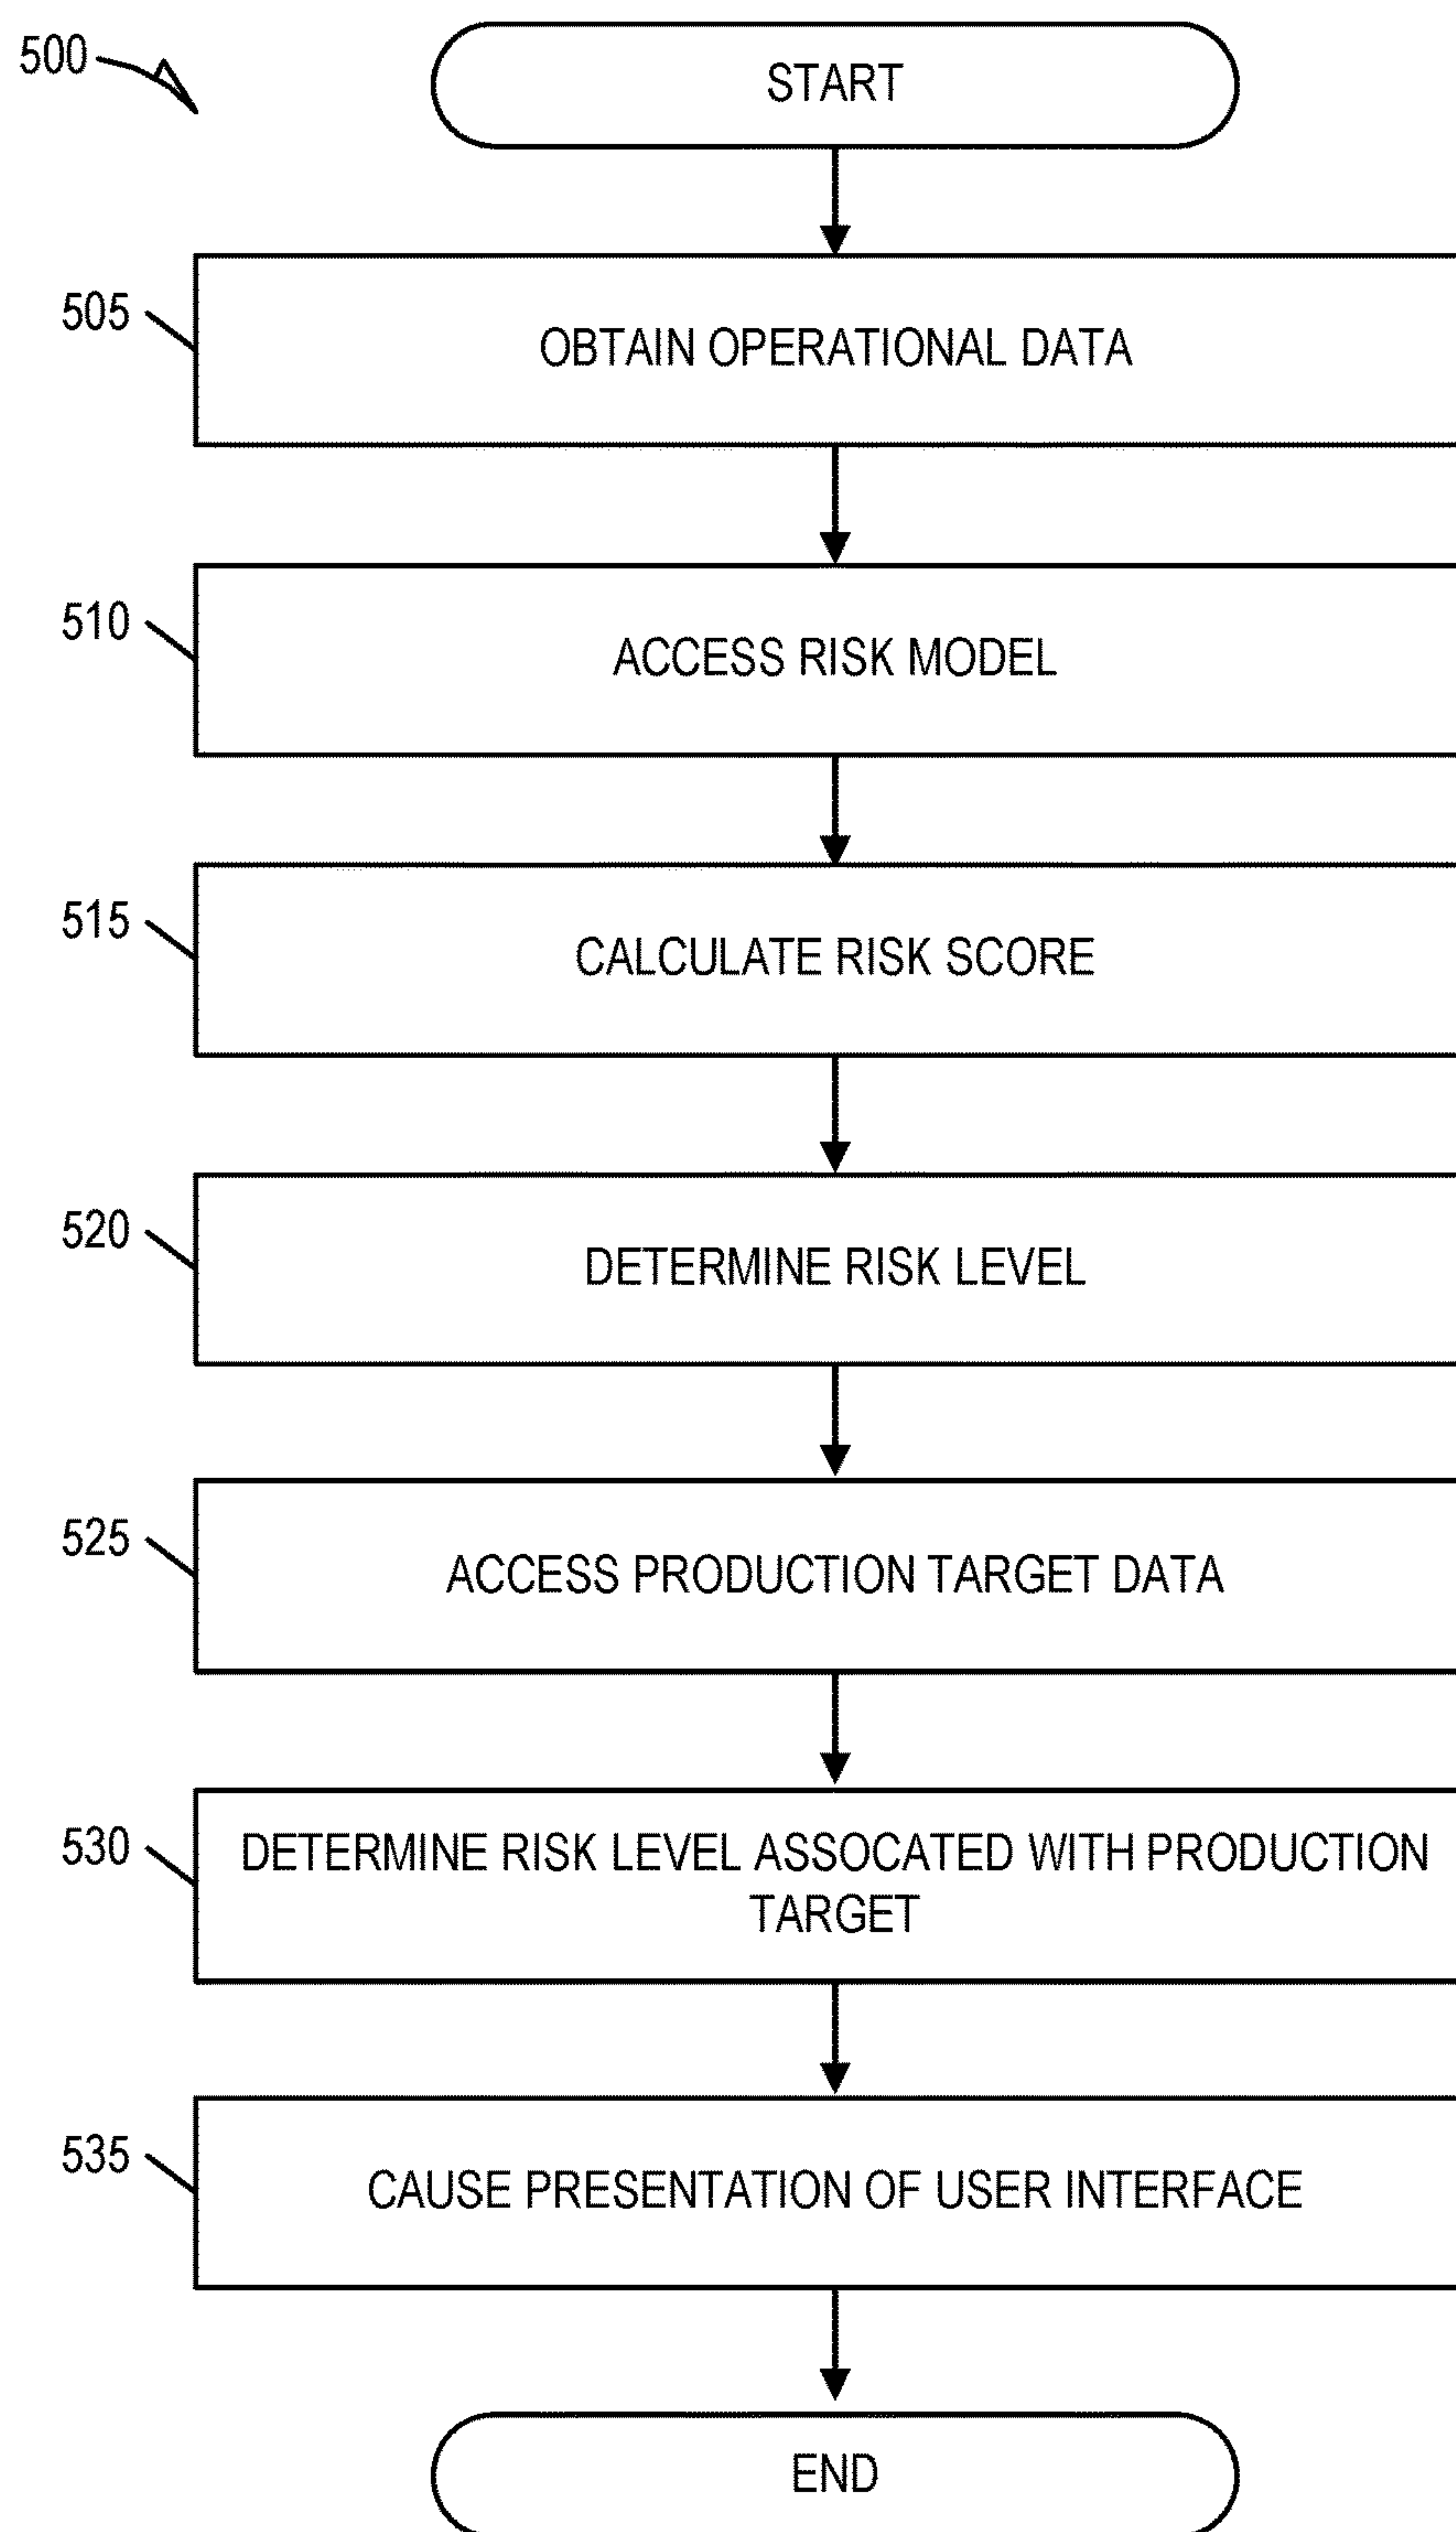 500
START
505
OBTAIN OPERATIONAL DATA
510
ACCESS RISK MODEL
515
CALCULATE RISK SCORE
520
DETERMINE RISK LEVEL
525
ACCESS PRODUCTION TARGET DATA
530
DETERMINE RISK LEVEL ASSOCATED WITH PRODUCTION
TARGET
535
CAUSE PRESENTATION OF USER INTERFACE
END